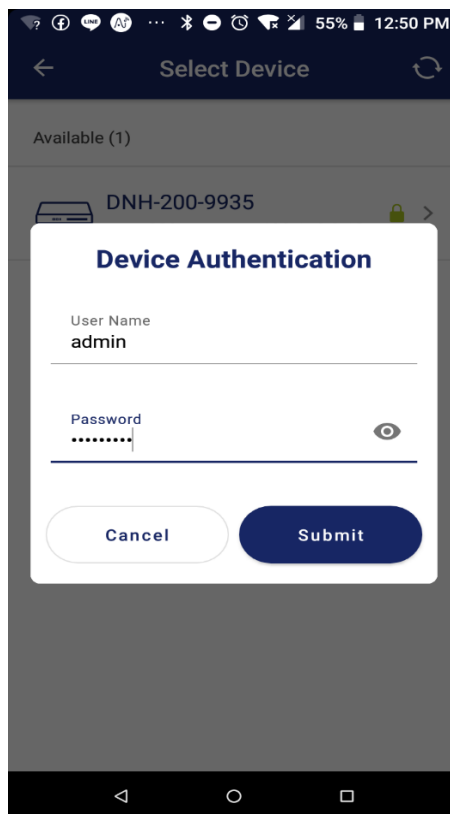 LINE 55% 12:50 PM
Select Device
Available (1)
DNH-200-9935
Device Authentication
User Name
admin
Password
•••••••••
Cancel
Submit